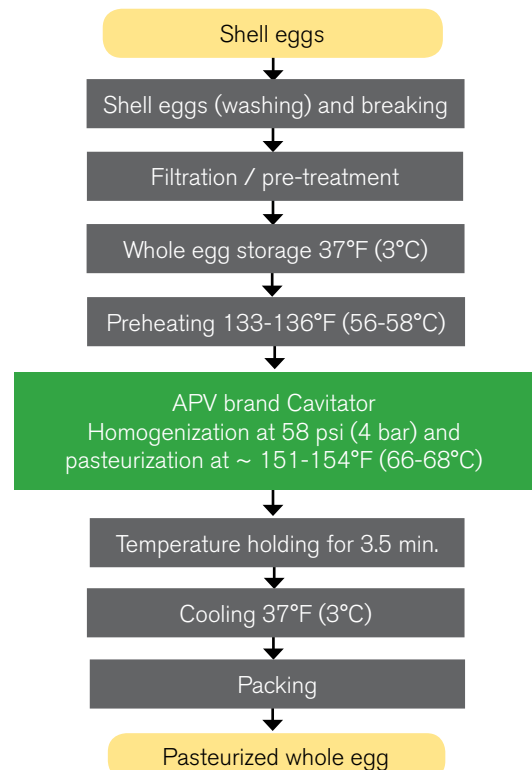 Shell eggs
Shell eggs (washing) and breaking
Filtration / pre-treatment
Whole egg storage 37°F (3°C)
Preheating 133-136°F (56-58°C)
APV brand Cavitator
Homogenization at 58 psi (4 bar) and
pasteurization at ~ 151-154°F (66-68°C)
Temperature holding for 3.5 min.
Cooling 37°F (3°C)
Packing
Pasteurized whole egg